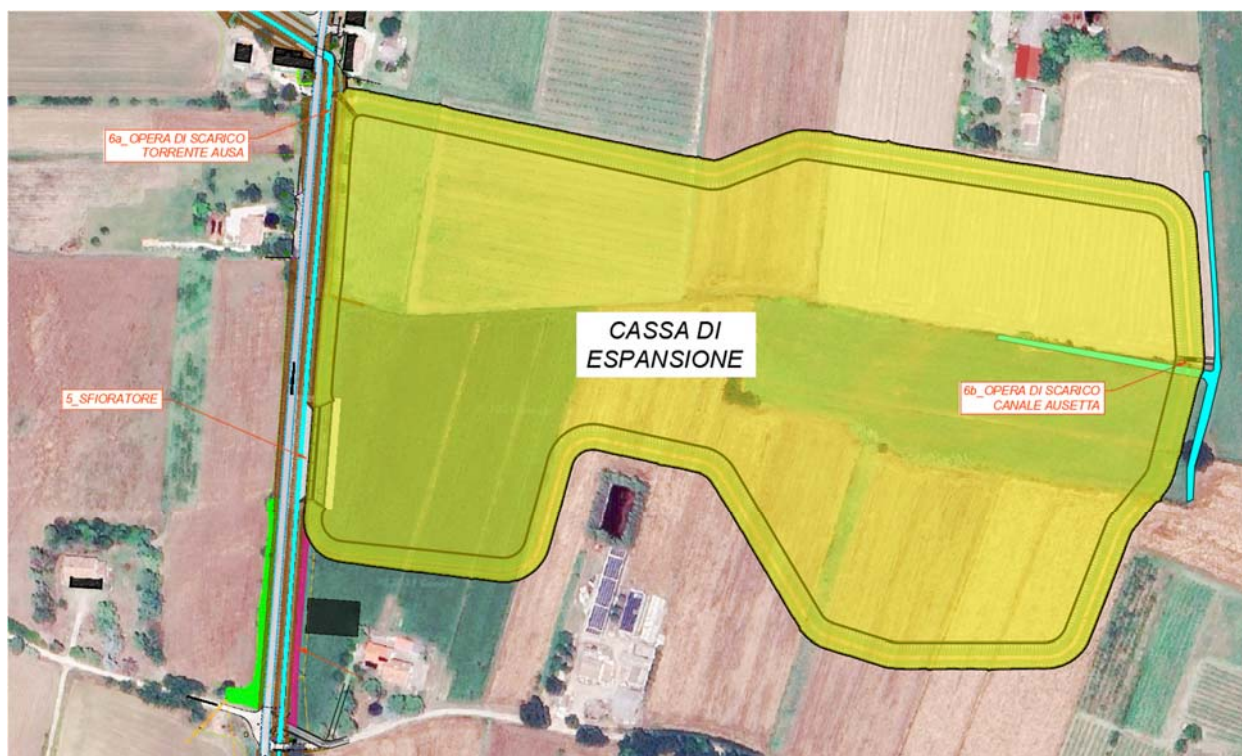 6a_OPERA DI SCARICO
TORRENTE AUSA
CASSA DI
ESPANSIONE
5_SFIORATORE
6b_OPERA DI SCARICO
CANALE AUSETTA